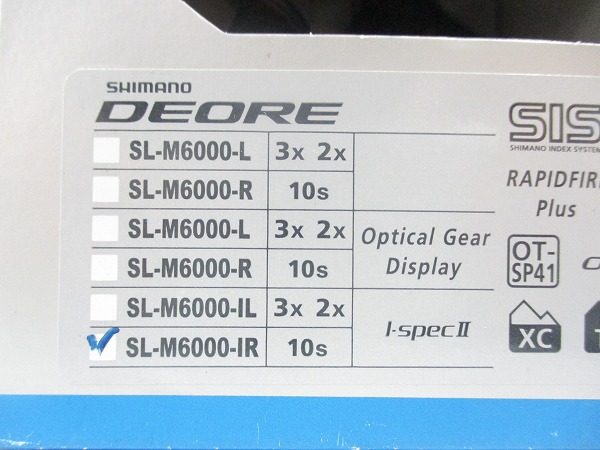 SHIMANO
DEORE
SL-M6000-L 3x 2x
SL-M6000-R 10s
SL-M6000-L 3x 2x Optical Gear
SL-M6000-R 10s Display
SL-M6000-IL 3x 2x
SL-M6000-IR 10s I-spec II
SIS
SHIMANO INDEX SYSTEM
RAPIDFIRE
Plus
OT-
SP41
XC